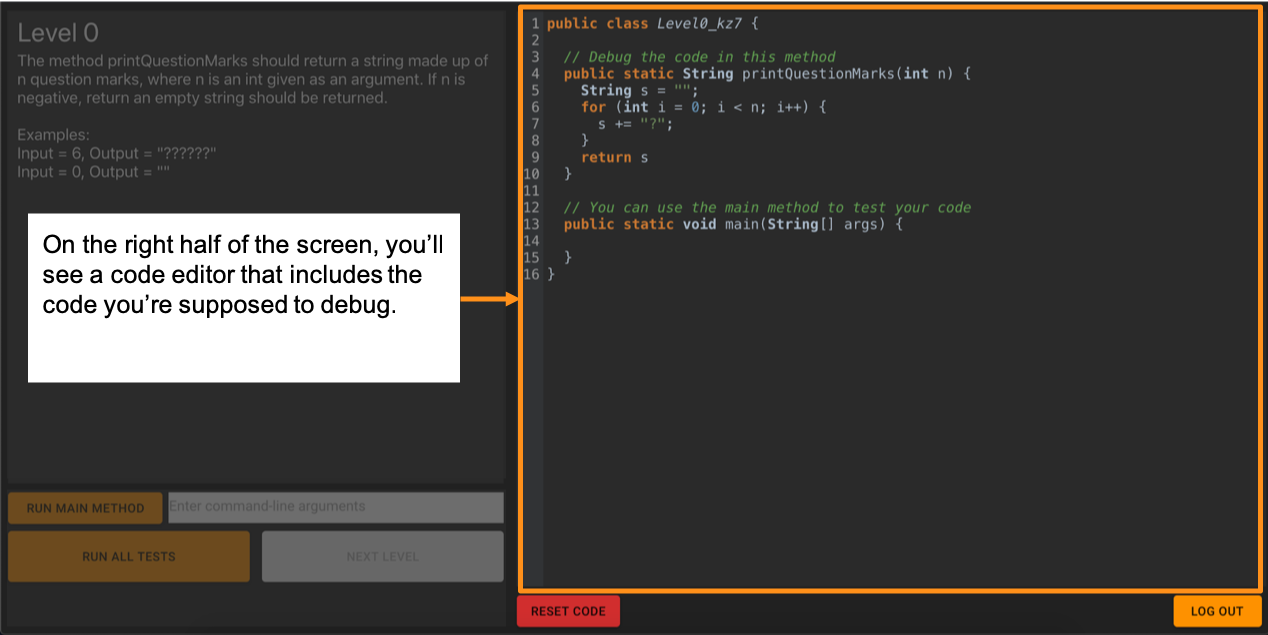 Level 0
The method printQuestionMarks should return a string made up of
n question marks, where n is an int given as an argument. If n is
negative, return an empty string should be returned.
Examples:
Input = 6, Output = "??????"
Input = 0, Output = ""
On the right half of the screen, you’ll
see a code editor that includes the
code you’re supposed to debug.
RUN MAIN METHOD
Enter command-line arguments
RUN ALL TESTS
NEXT LEVEL
1 public class Level0_kz7 {
2
3   // Debug the code in this method
4   public static String printQuestionMarks(int n) {
5     String s = "";
6     for (int i = 0; i < n; i++) {
7       s += "?";
8     }
9     return s
10   }
11
12   // You can use the main method to test your code
13   public static void main(String[] args) {
14
15   }
16 }
RESET CODE
LOG OUT